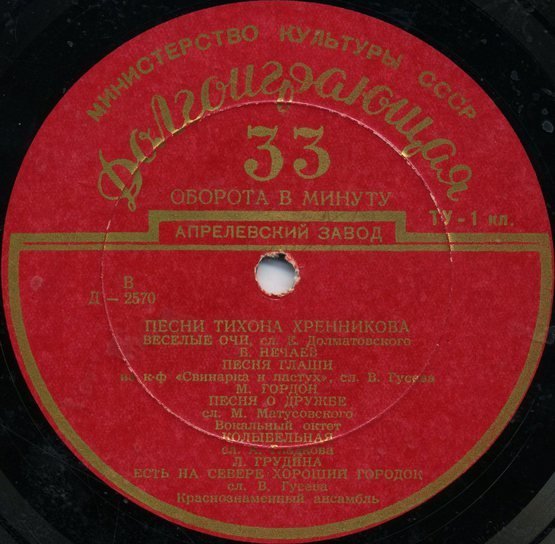 МИНИСТЕРСТВО КУЛЬТУРЫ СССР
Долгоиграющая
33
ОБОРОТА В МИНУТУ
ТУ-1 кл.
АПРЕЛЕВСКИЙ ЗАВОД
В
Д — 2570
ПЕСНИ ТИХОНА ХРЕННИКОВА
ВЕСЕЛЫЕ ОЧИ, сл. Е. Долматовского
В. НЕЧАЕВ
ПЕСНЯ ГЛАШИ
из к-ф «Свинарка и пастух», сл. В. Гусева
М. ГОРДОН
ПЕСНЯ О ДРУЖБЕ
сл. М. Матусовского
Вокальный октет
КОЛЫБЕЛЬНАЯ
сл. А.
Л. ГРУДИНА
ЕСТЬ НА СЕВЕРЕ ХОРОШИЙ ГОРОДОК
сл. В. Гусева
Краснознаменный ансамбль